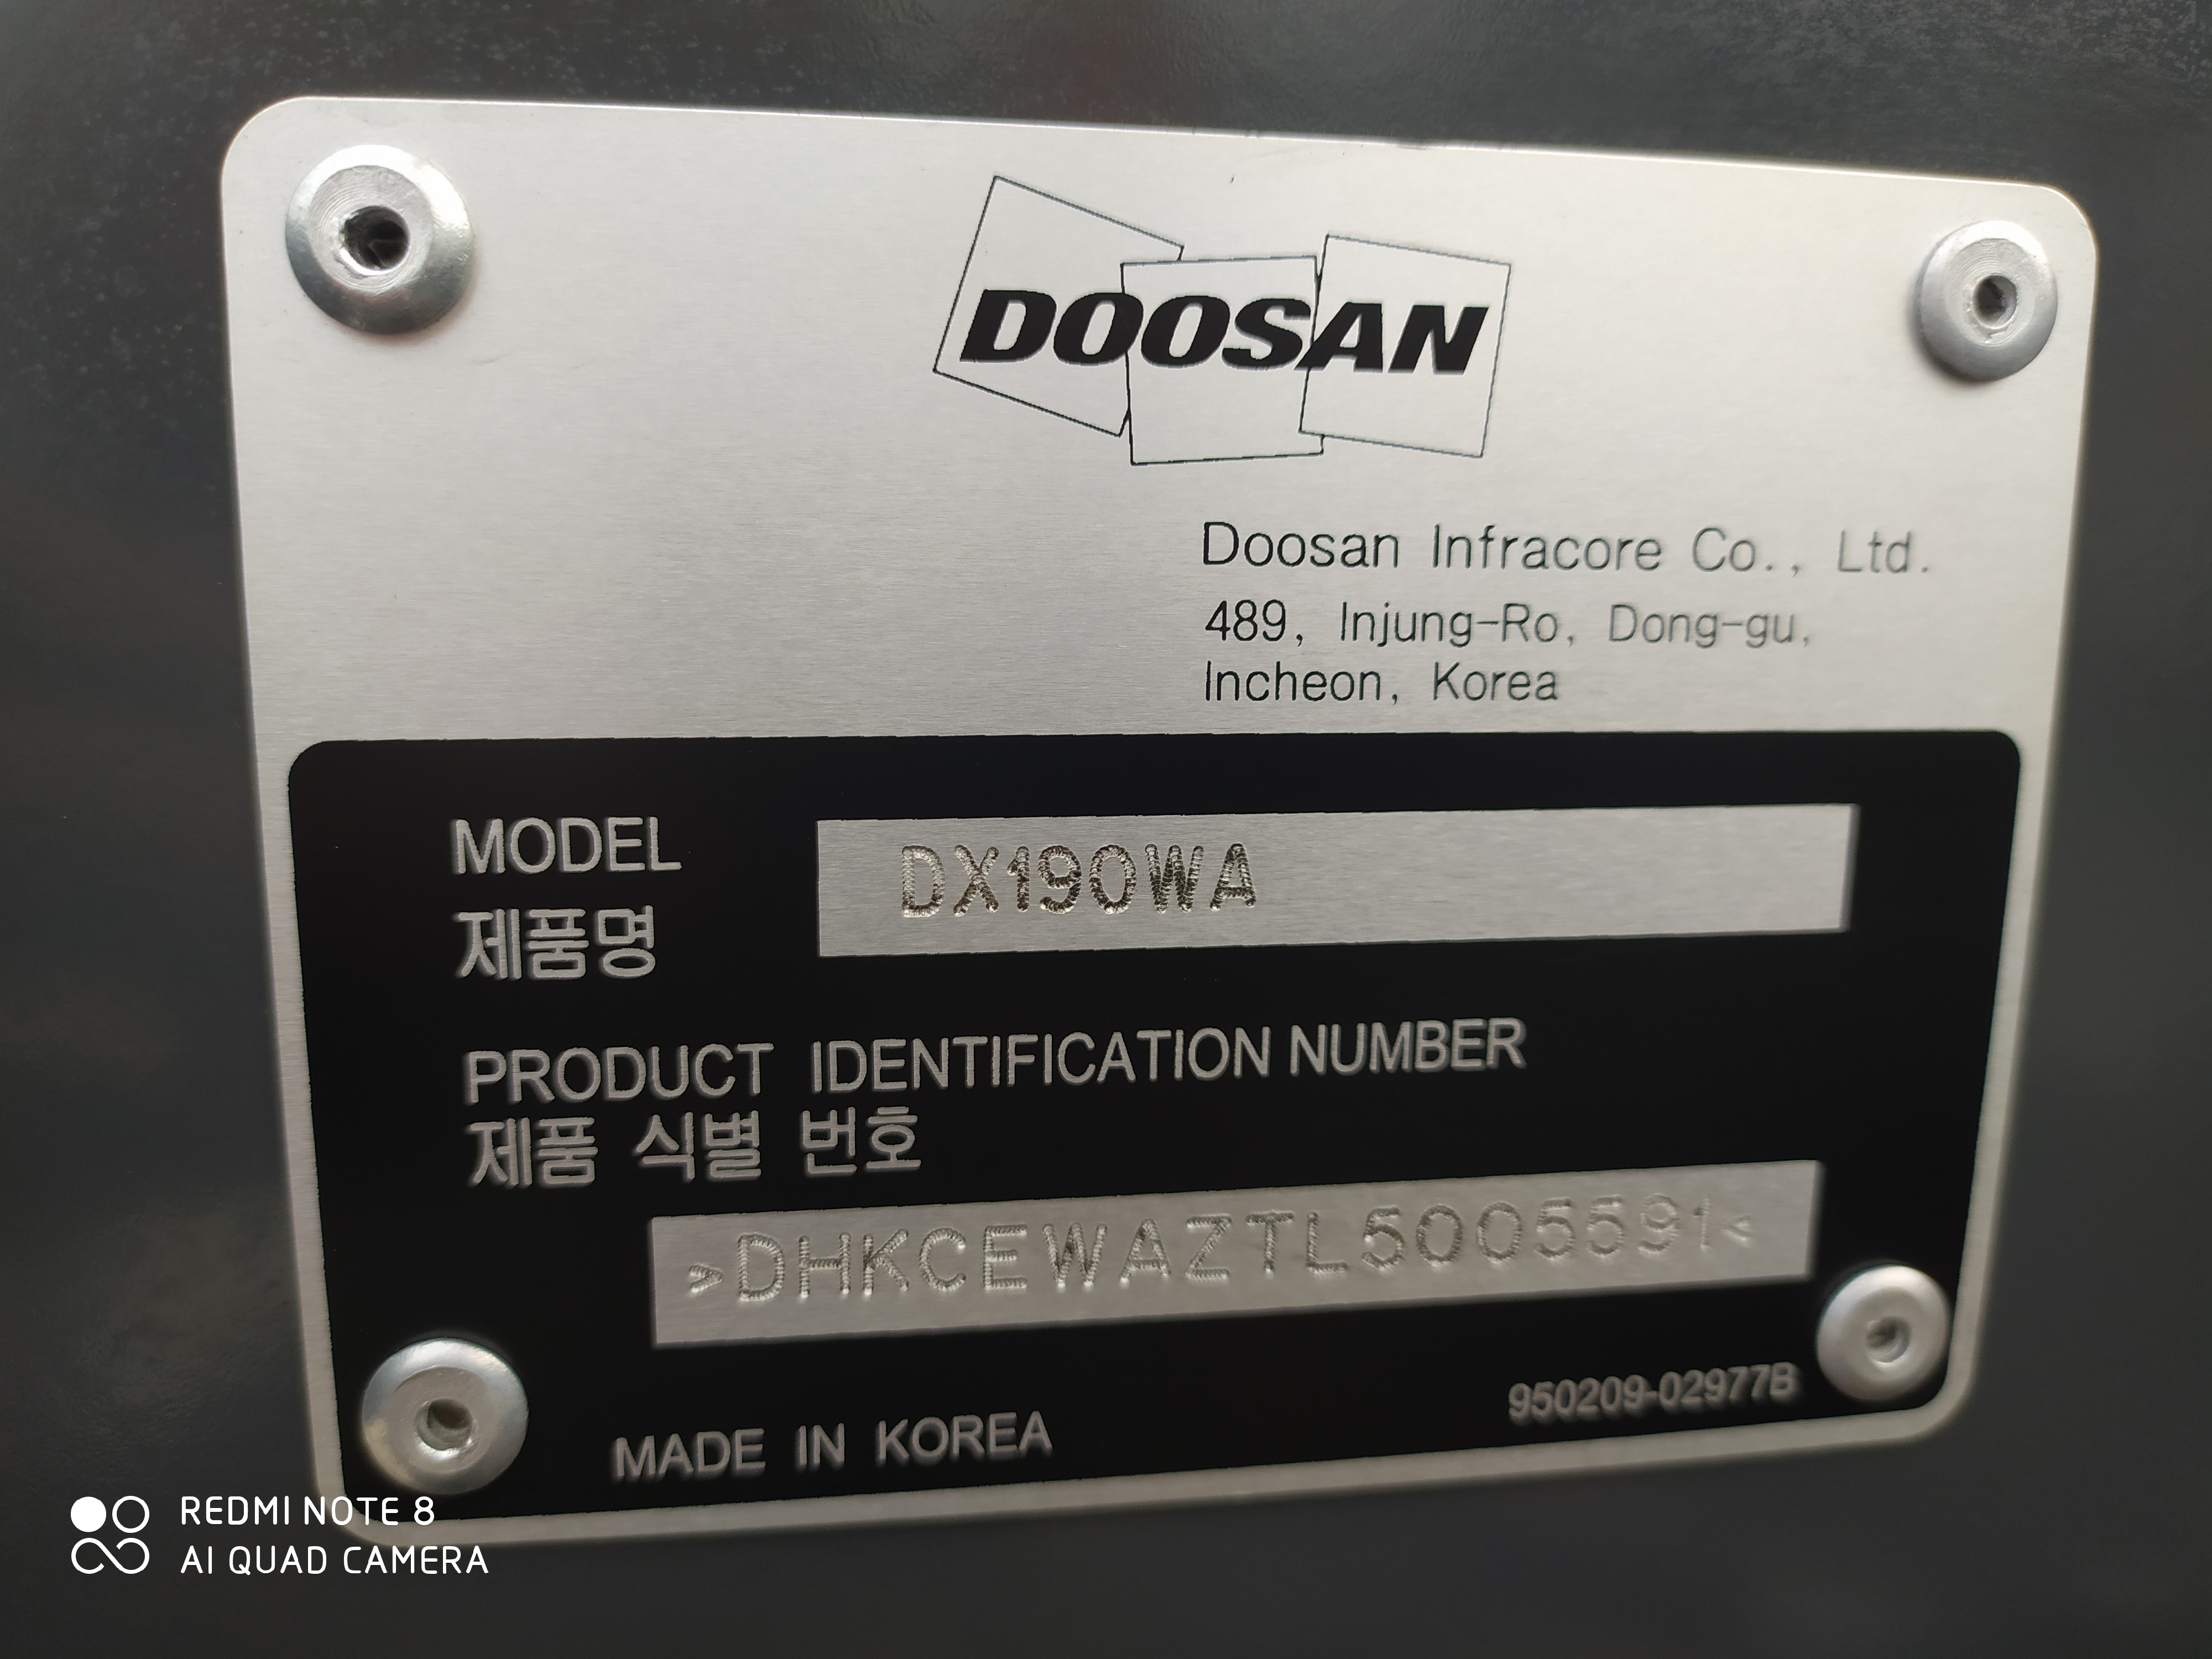 DOOSAN
Doosan Infracore Co., Ltd.
489, Injung-Ro, Dong-gu,
Incheon, Korea
MODEL
제품명
DX190WA
PRODUCT IDENTIFICATION NUMBER
제품 식별 번호
>DHKCEWAZTL5005591<
950209-02977B
MADE IN KOREA
REDMI NOTE 8
AI QUAD CAMERA